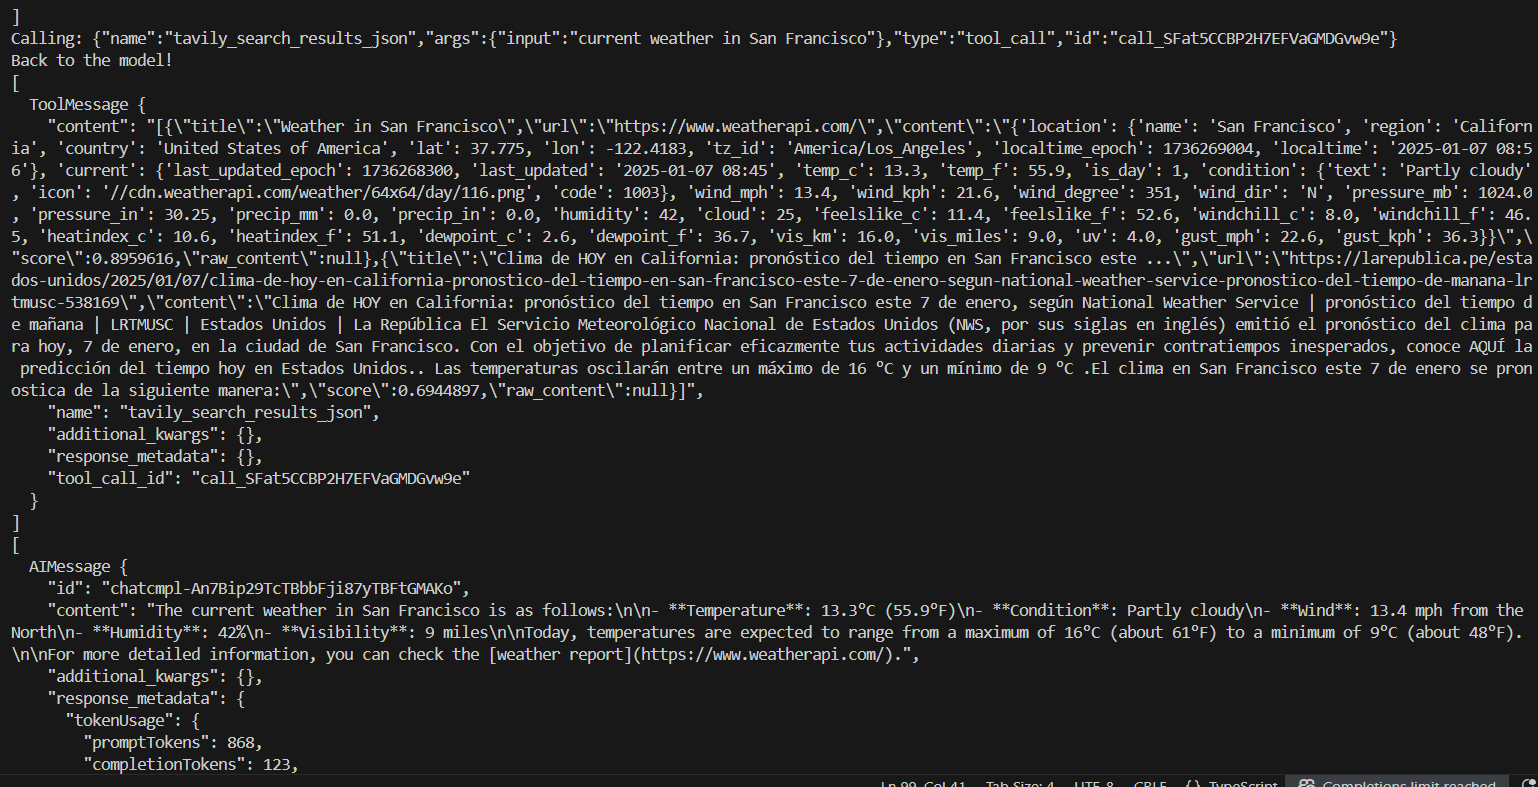 ]
Calling: {"name":"tavily_search_results_json","args":{"input":"current weather in San Francisco"},"type":"tool_call","id":"call_SFat5CCBP2H7EFVaGMDGvw9e"}
Back to the model!
[
  ToolMessage {
    "content": "[{\"title\":\"Weather in San Francisco\",\"url\":\"https://www.weatherapi.com/\",\"content\":\"{'location': {'name': 'San Francisco', 'region': 'Californ
ia', 'country': 'United States of America', 'lat': 37.775, 'lon': -122.4183, 'tz_id': 'America/Los_Angeles', 'localtime_epoch': 1736269004, 'localtime': '2025-01-07 08:5
6'}, 'current': {'last_updated_epoch': 1736268300, 'last_updated': '2025-01-07 08:45', 'temp_c': 13.3, 'temp_f': 55.9, 'is_day': 1, 'condition': {'text': 'Partly cloudy'
, 'icon': '//cdn.weatherapi.com/weather/64x64/day/116.png', 'code': 1003}, 'wind_mph': 13.4, 'wind_kph': 21.6, 'wind_degree': 351, 'wind_dir': 'N', 'pressure_mb': 1024.0
, 'pressure_in': 30.25, 'precip_mm': 0.0, 'precip_in': 0.0, 'humidity': 42, 'cloud': 25, 'feelslike_c': 11.4, 'feelslike_f': 52.6, 'windchill_c': 8.0, 'windchill_f': 46.
5, 'heatindex_c': 10.6, 'heatindex_f': 51.1, 'dewpoint_c': 2.6, 'dewpoint_f': 36.7, 'vis_km': 16.0, 'vis_miles': 9.0, 'uv': 4.0, 'gust_mph': 22.6, 'gust_kph': 36.3}}\",\
"score\":0.8959616,\"raw_content\":null},{\"title\":\"Clima de HOY en California: pronóstico del tiempo en San Francisco este ...\",\"url\":\"https://larepublica.pe/esta
dos-unidos/2025/01/07/clima-de-hoy-en-california-pronostico-del-tiempo-en-san-francisco-este-7-de-enero-segun-national-weather-service-pronostico-del-tiempo-de-manana-lr
tmusc-538169\",\"content\":\"Clima de HOY en California: pronóstico del tiempo en San Francisco este 7 de enero, según National Weather Service | pronóstico del tiempo d
e mañana | LRTMUSC | Estados Unidos | La República El Servicio Meteorológico Nacional de Estados Unidos (NWS, por sus siglas en inglés) emitió el pronóstico del clima pa
ra hoy, 7 de enero, en la ciudad de San Francisco. Con el objetivo de planificar eficazmente tus actividades diarias y prevenir contratiempos inesperados, conoce AQUÍ la
 predicción del tiempo hoy en Estados Unidos.. Las temperaturas oscilarán entre un máximo de 16 °C y un mínimo de 9 °C .El clima en San Francisco este 7 de enero se pron
ostica de la siguiente manera:\",\"score\":0.6944897,\"raw_content\":null}]",
    "name": "tavily_search_results_json",
    "additional_kwargs": {},
    "response_metadata": {},
    "tool_call_id": "call_SFat5CCBP2H7EFVaGMDGvw9e"
  }
]
[
  AIMessage {
    "id": "chatcmpl-An7Bip29TcTBbbFji87yTBFtGMAKo",
    "content": "The current weather in San Francisco is as follows:\n\n- **Temperature**: 13.3°C (55.9°F)\n- **Condition**: Partly cloudy\n- **Wind**: 13.4 mph from the
North\n- **Humidity**: 42%\n- **Visibility**: 9 miles\n\nToday, temperatures are expected to range from a maximum of 16°C (about 61°F) to a minimum of 9°C (about 48°F).
\n\nFor more detailed information, you can check the [weather report](https://www.weatherapi.com/).",
    "additional_kwargs": {},
    "response_metadata": {
      "tokenUsage": {
        "promptTokens": 868,
        "completionTokens": 123,
Ln 99, Col 41 Tab Size: 4 UTF-8 CRLF {} TypeScript Completions limit reached